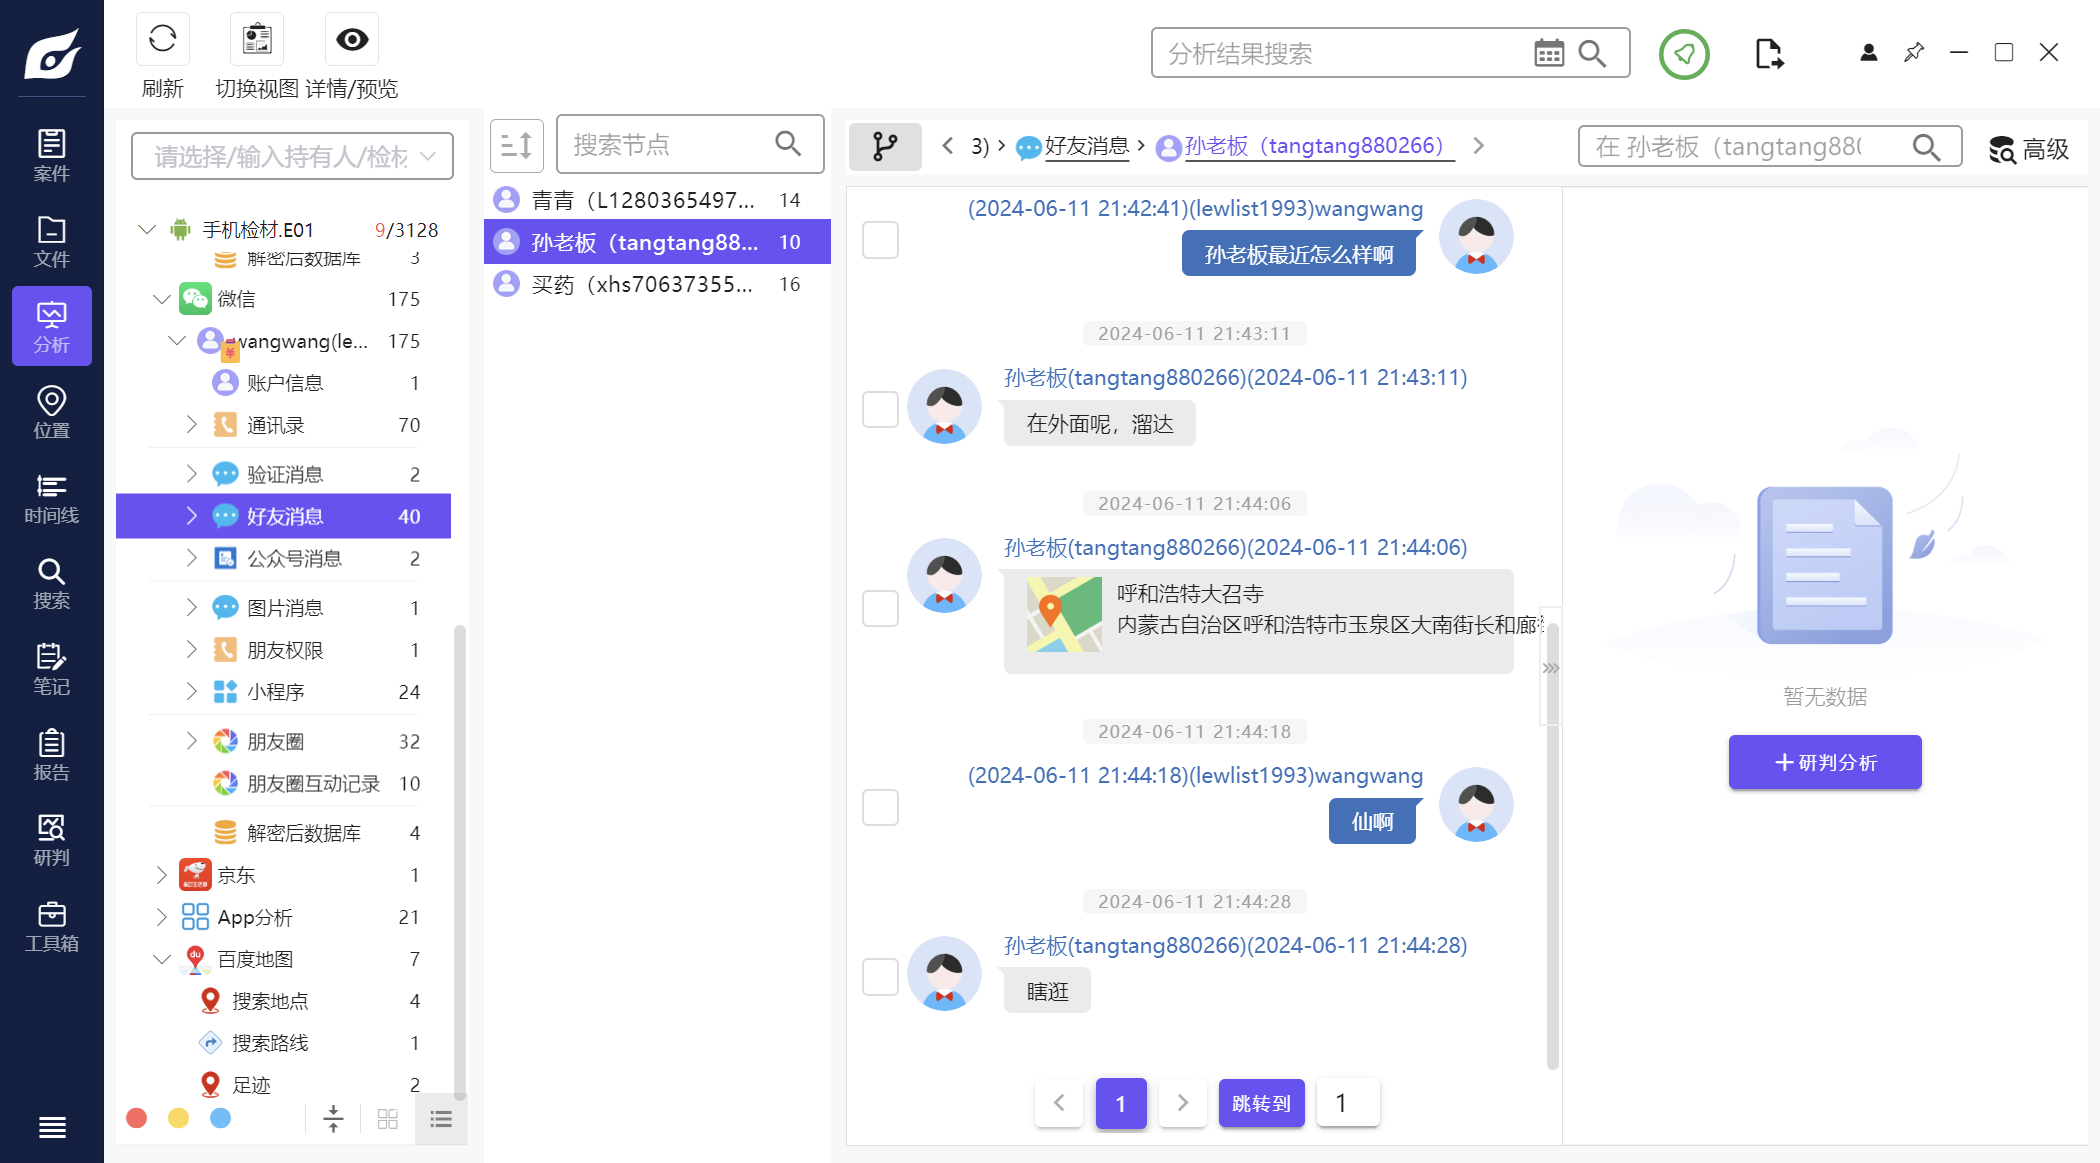 刷新
切换视图
详情/预览
分析结果搜索
案件
文件
分析
位置
时间线
搜索
笔记
报告
研判
工具箱
请选择/输入持有人/检材
手机检材.E01 9/3128
解密后数据库 3
微信 175
wangwang(le... 175
账户信息 1
通讯录 70
验证消息 2
好友消息 40
公众号消息 2
图片消息 1
朋友权限 1
小程序 24
朋友圈 32
朋友圈互动记录 10
解密后数据库 4
京东 1
App分析 21
百度地图 7
搜索地点 4
搜索路线 1
足迹 2
搜索节点
青青（L1280365497... 14
孙老板（tangtang88... 10
买药（xhs70637355... 16
3) 好友消息 孙老板（tangtang880266）
在 孙老板（tangtang88
高级
(2024-06-11 21:42:41)(lewlist1993)wangwang
孙老板最近怎么样啊
2024-06-11 21:43:11
孙老板(tangtang880266)(2024-06-11 21:43:11)
在外面呢，溜达
2024-06-11 21:44:06
孙老板(tangtang880266)(2024-06-11 21:44:06)
呼和浩特大召寺
内蒙古自治区呼和浩特市玉泉区大南街长和廊
2024-06-11 21:44:18
(2024-06-11 21:44:18)(lewlist1993)wangwang
仙啊
2024-06-11 21:44:28
孙老板(tangtang880266)(2024-06-11 21:44:28)
瞎逛
1 跳转到 1
暂无数据
+研判分析